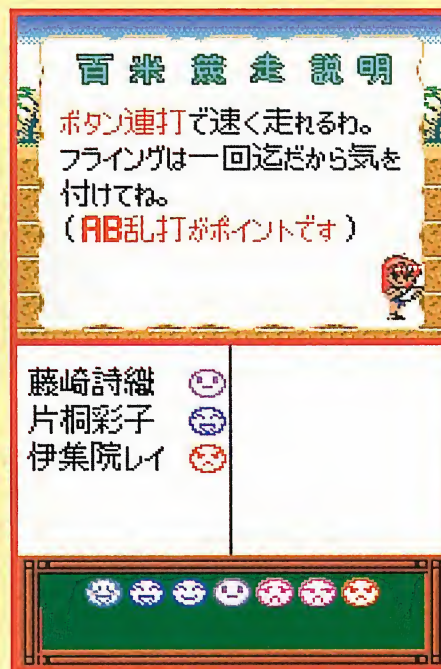 百米競走説明
ボタン連打で速く走れるわ。
フライングは一回迄だから気を
付けてね。
(AB乱打がポイントです)
藤崎詩織
片桐彩子
伊集院レイ